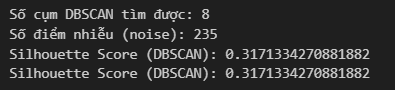 Số cụm DBSCAN tìm được: 8
Số điểm nhiễu (noise): 235
Silhouette Score (DBSCAN): 0.3171334270881882
Silhouette Score (DBSCAN): 0.3171334270881882